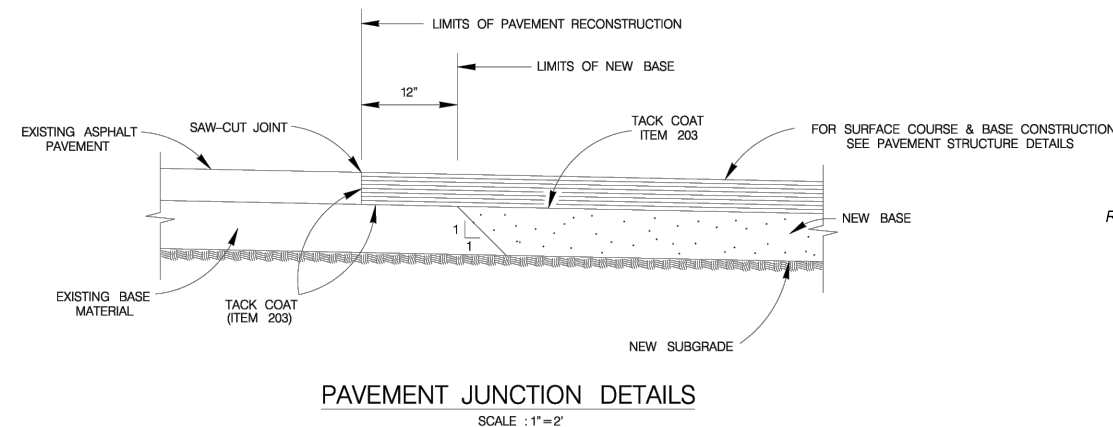 LIMITS OF PAVEMENT RECONSTRUCTION
LIMITS OF NEW BASE
12"
EXISTING ASPHALT
PAVEMENT
SAW-CUT JOINT
TACK COAT
ITEM 203
FOR SURFACE COURSE & BASE CONSTRUCTION
SEE PAVEMENT STRUCTURE DETAILS
NEW BASE
R
1
1
EXISTING BASE
MATERIAL
TACK COAT
(ITEM 203)
NEW SUBGRADE
PAVEMENT JUNCTION DETAILS
SCALE : 1"=2'